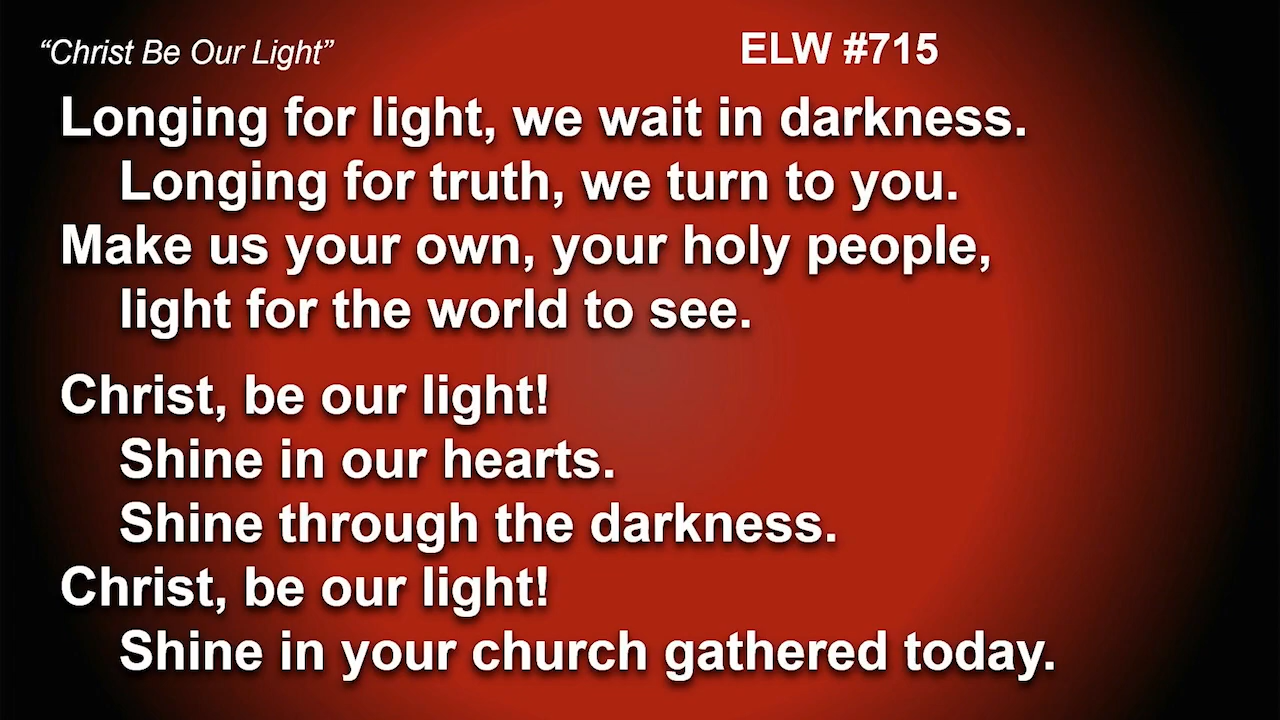 “Christ Be Our Light” ELW #715
Longing for light, we wait in darkness.
Longing for truth, we turn to you.
Make us your own, your holy people,
light for the world to see.
Christ, be our light!
Shine in our hearts.
Shine through the darkness.
Christ, be our light!
Shine in your church gathered today.